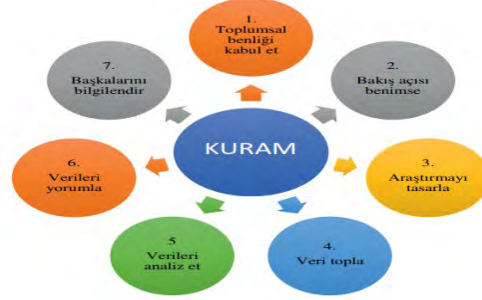 1.
Toplumsal
benliği
kabul et
2.
Bakış açısı
benimse
3.
Araştırmayı
tasarla
4.
Veri topla
5
Verileri
analiz et
6.
Verileri
yorumla
7.
Başkalarını
bilgilendir
KURAM